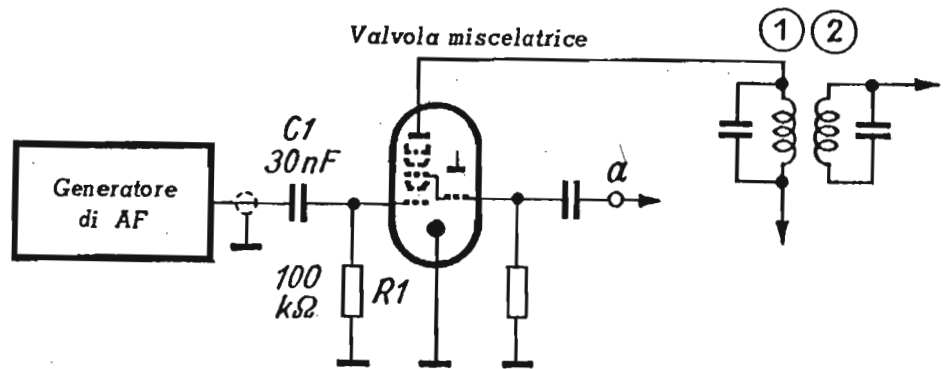 Valvola miscelatrice
1 2
C1
30nF
Generatore
di AF
a
100
kΩ
R1